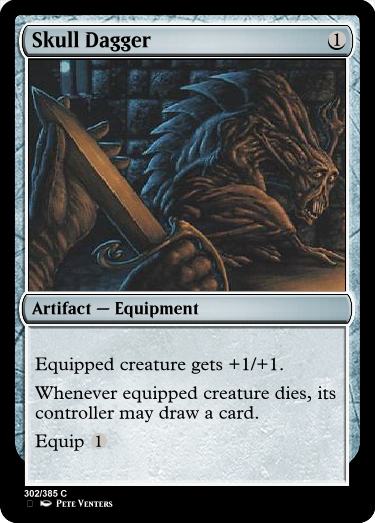 Skull Dagger 1
Artifact — Equipment
Equipped creature gets +1/+1.
Whenever equipped creature dies, its
controller may draw a card.
Equip 1
302/385 C
Pete Venters